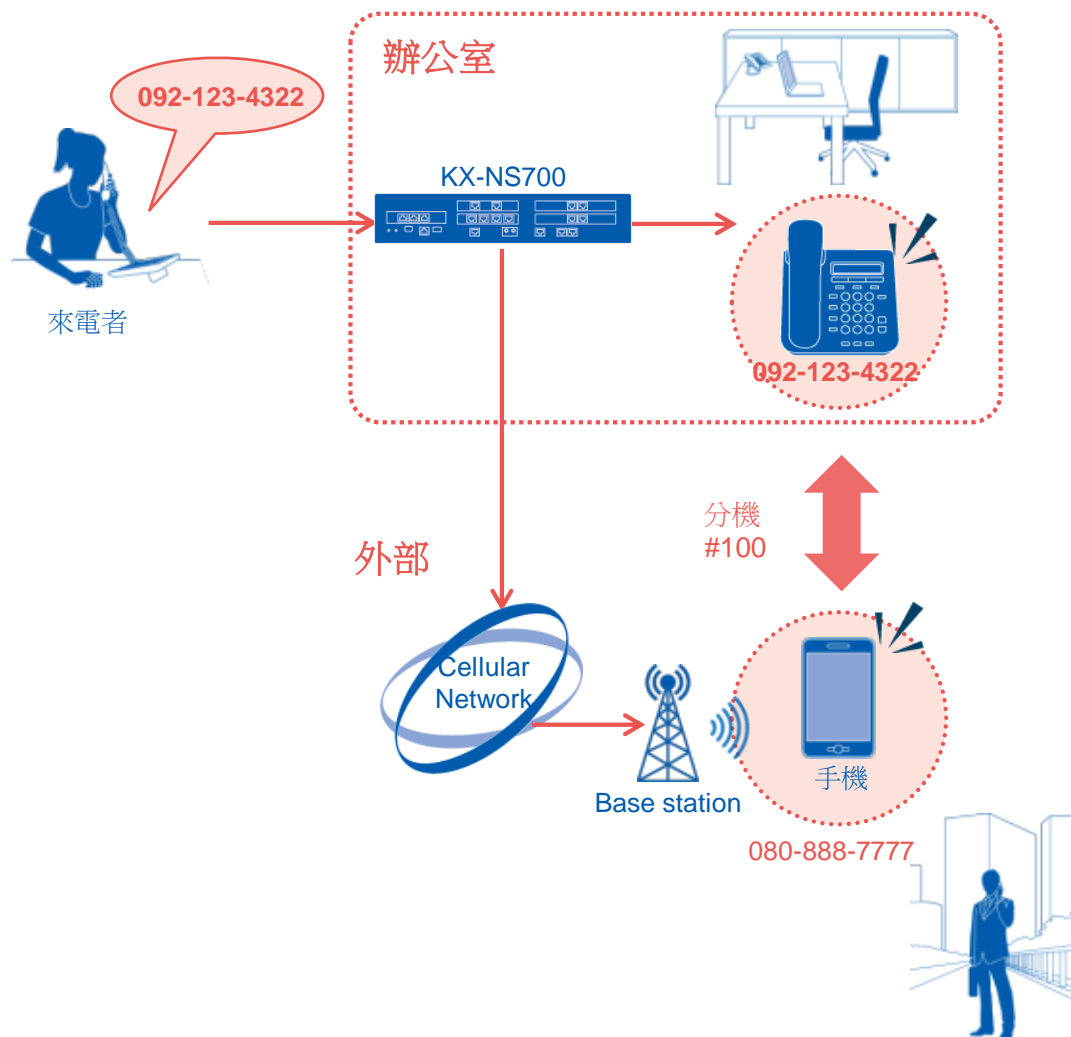 辦公室
092-123-4322
KX-NS700
來電者
092-123-4322
分機
#100
外部
Cellular
Network
手機
Base station
080-888-7777